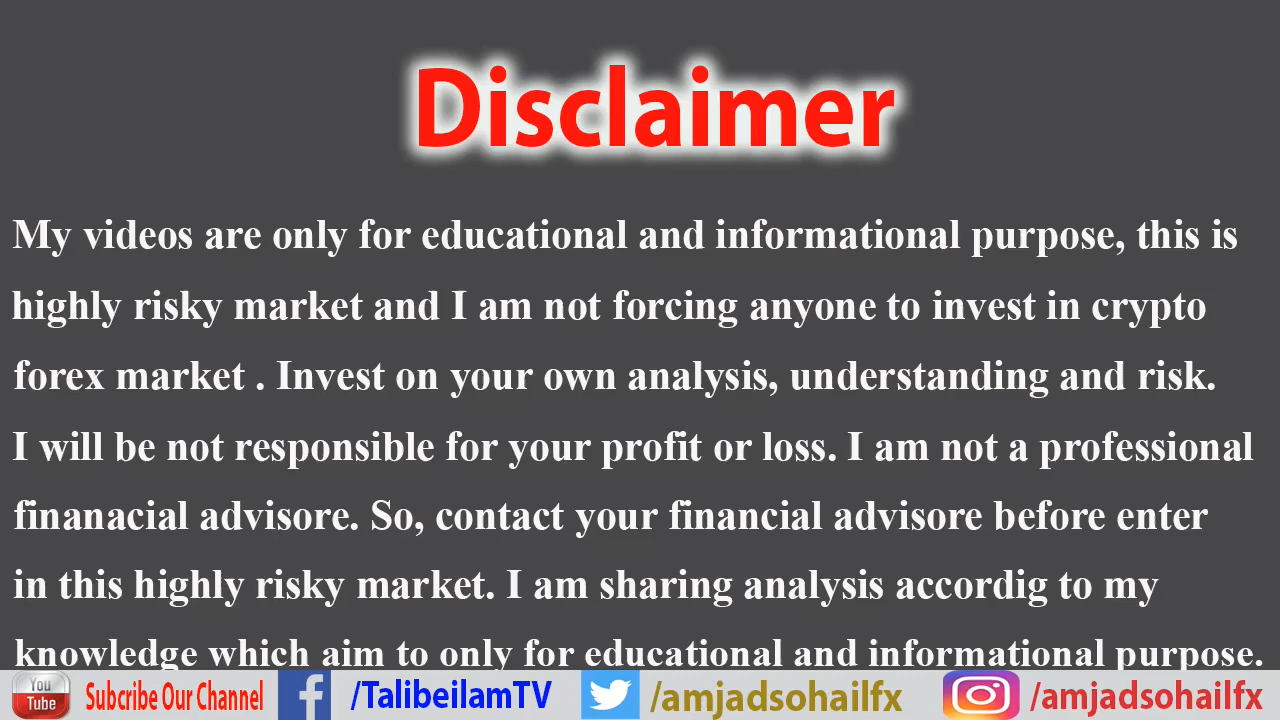 Disclaimer
My videos are only for educational and informational purpose, this is
highly risky market and I am not forcing anyone to invest in crypto
forex market . Invest on your own analysis, understanding and risk.
I will be not responsible for your profit or loss. I am not a professional
finanacial advisore. So, contact your financial advisore before enter
in this highly risky market. I am sharing analysis accordig to my
knowledge which aim to only for educational and informational purpose.
You Tube Subcribe Our Channel f /TalibeilamTV /amjadsohailfx /amjadsohailfx